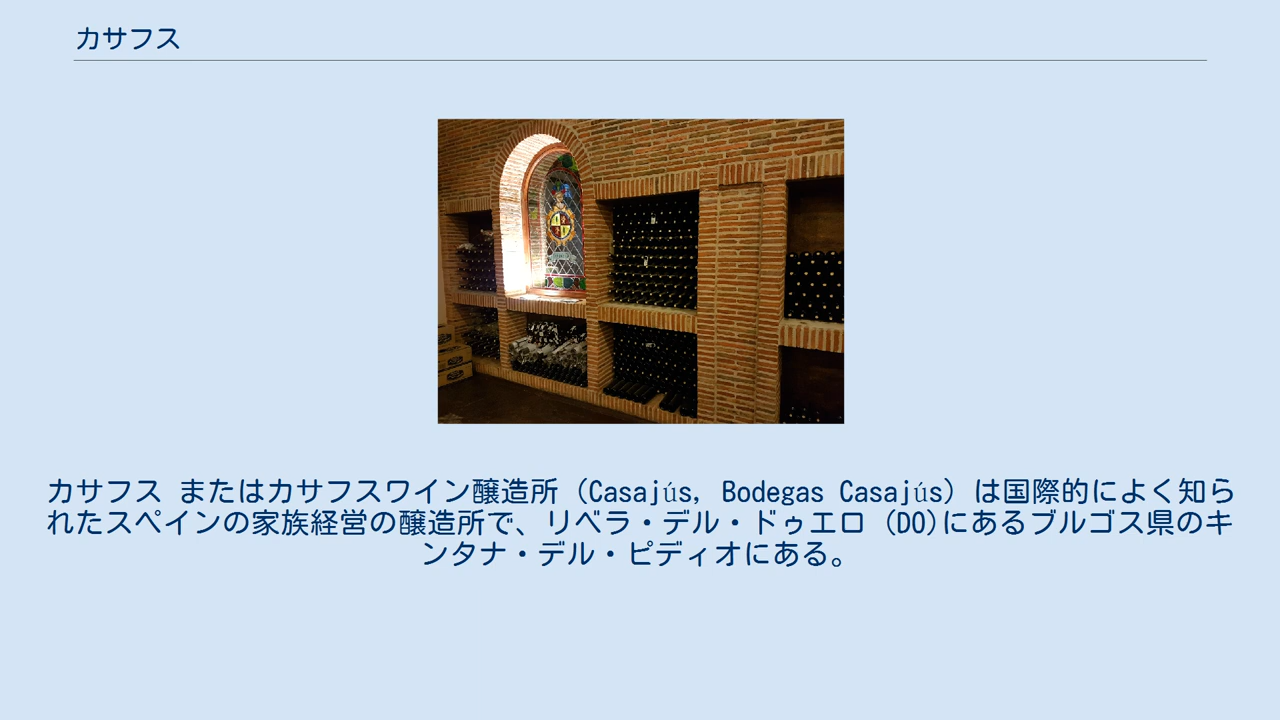 カサフス
カサフス またはカサフスワイン醸造所 (Casajús, Bodegas Casajús) は国際的によく知ら
れたスペインの家族経営の醸造所で、リベラ・デル・ドゥエロ (DO)にあるブルゴス県のキ
ンタナ・デル・ピディオにある。